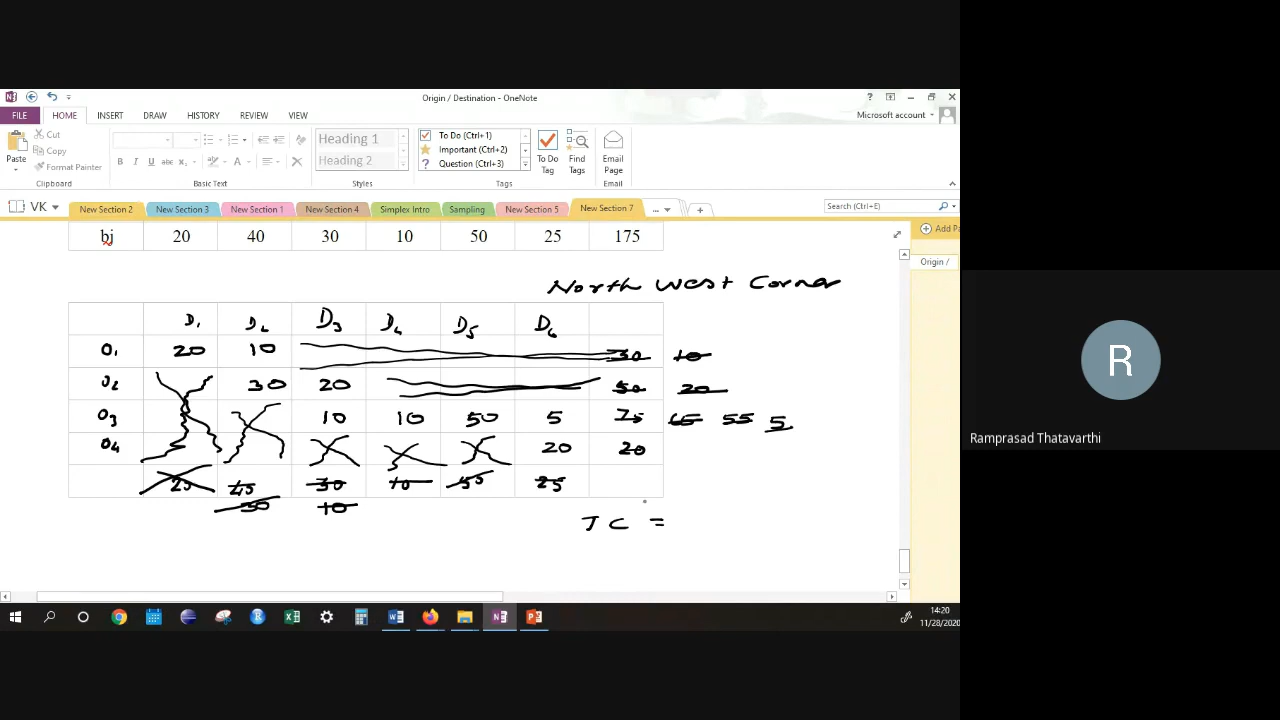 Origin / Destination - OneNote
FILE HOME INSERT DRAW HISTORY REVIEW VIEW Microsoft account
Paste Cut Copy Format Painter
Heading 1
Heading 2
To Do (Ctrl+1)
Important (Ctrl+2)
Question (Ctrl+3)
To Do Tag
Find Tags
Email Page
Clipboard Basic Text Styles Tags Email
VK New Section 2 New Section 3 New Section 1 New Section 4 Simplex Intro Sampling New Section 5 New Section 7 Search (Ctrl+E)
Add Pa
Origin /
bj 20 40 30 10 50 25 175
North West Corner
D1 D2 D3 D4 D5 D6
O1 20 10 30 10
O2 30 20 50 20
O3 10 10 50 5 75 65 55 5
O4 20 20
20 40 30 10 50 25
30 10
TC =
Ramprasad Thatavarthi
R
14:20
11/28/2020